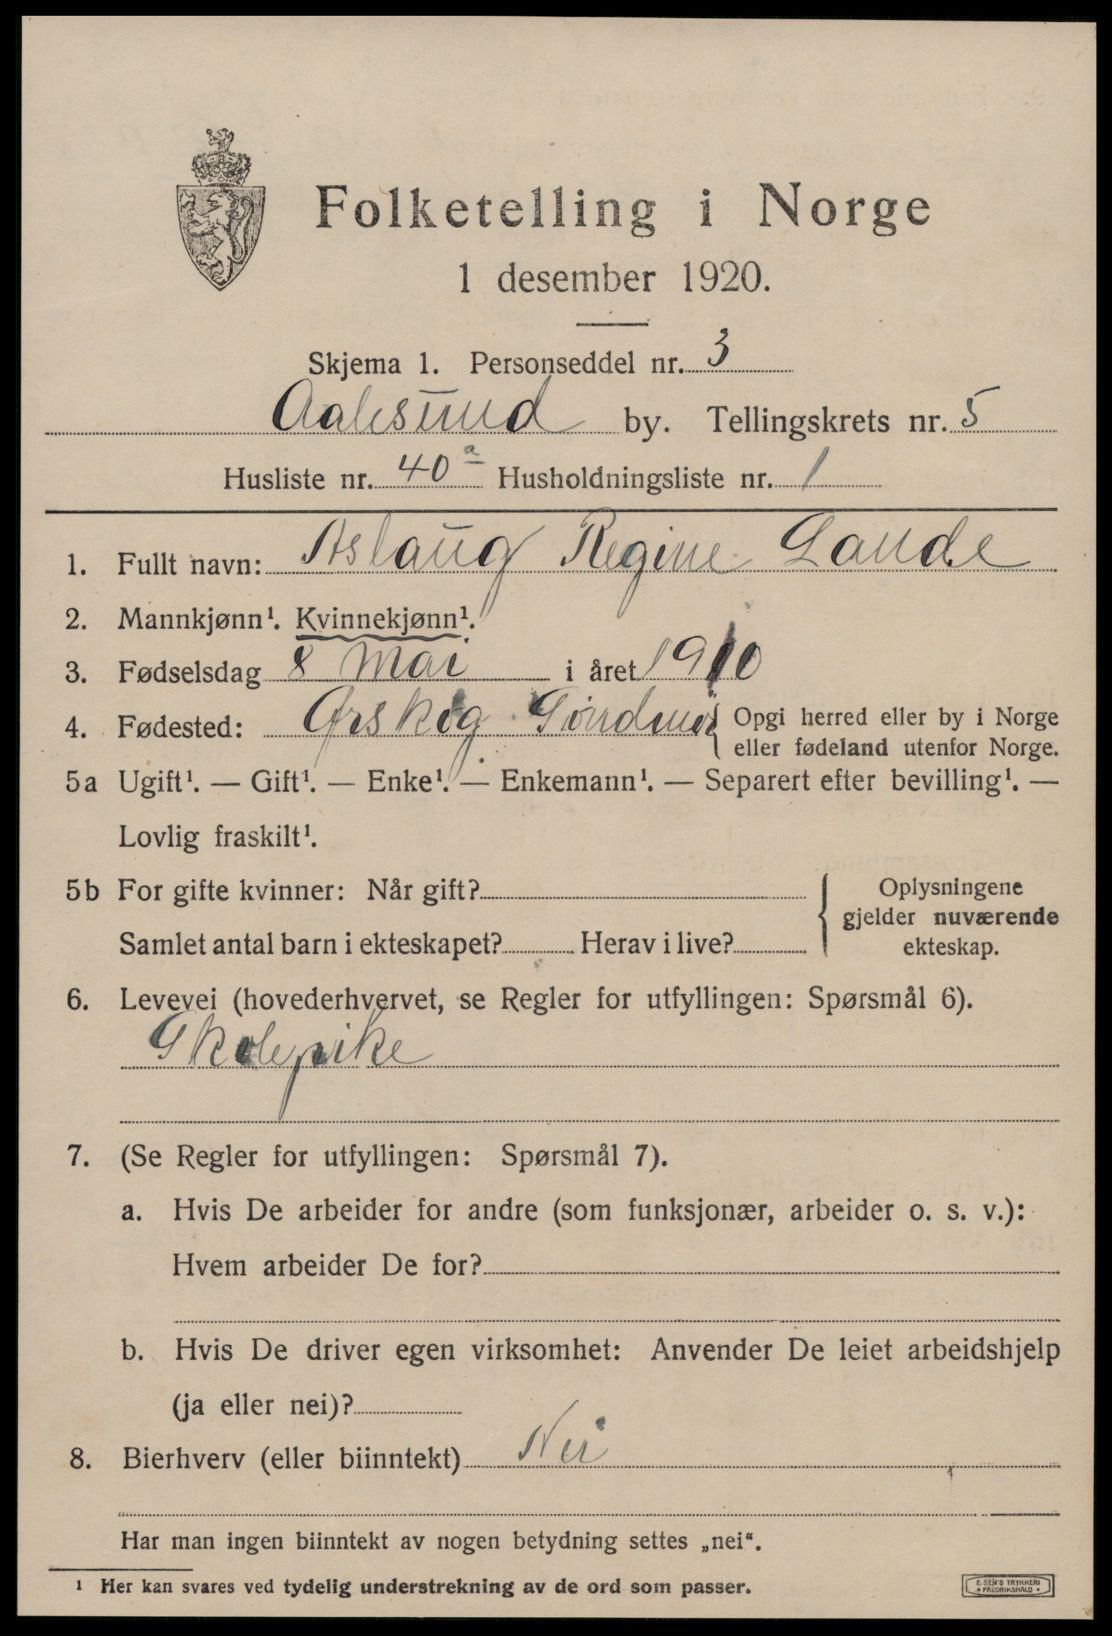 Folketelling i Norge
1 desember 1920.
Skjema 1. Personseddel nr. 3
Aalesund by. Tellingskrets nr. 5
Husliste nr. 40a Husholdningsliste nr. 1
1. Fullt navn: Aslaug Regine Lande
2. Mannkjønn¹. Kvinnekjønn¹.
3. Fødselsdag 8 Mai i året 1910
4. Fødested: Ørskog Søndmør { Opgi herred eller by i Norge
eller fødeland utenfor Norge.
5a Ugift¹. — Gift¹. — Enke¹. — Enkemann¹. — Separert efter bevilling¹. —
Lovlig fraskilt¹.
5b For gifte kvinner: Når gift? { Oplysningene
gjelder nuværende
Samlet antal barn i ekteskapet? Herav i live? ekteskap.
6. Levevei (hovederhvervet, se Regler for utfyllingen: Spørsmål 6).
Skolepike
7. (Se Regler for utfyllingen: Spørsmål 7).
a. Hvis De arbeider for andre (som funksjonær, arbeider o. s. v.):
Hvem arbeider De for?
b. Hvis De driver egen virksomhet: Anvender De leiet arbeidshjelp
(ja eller nei)?
8. Bierhverv (eller biinntekt) Nei
Har man ingen biinntekt av nogen betydning settes „nei“.
¹ Her kan svares ved tydelig understrekning av de ord som passer.
E. SEM'S TRYKKERI
• FREDRIKSHALD •